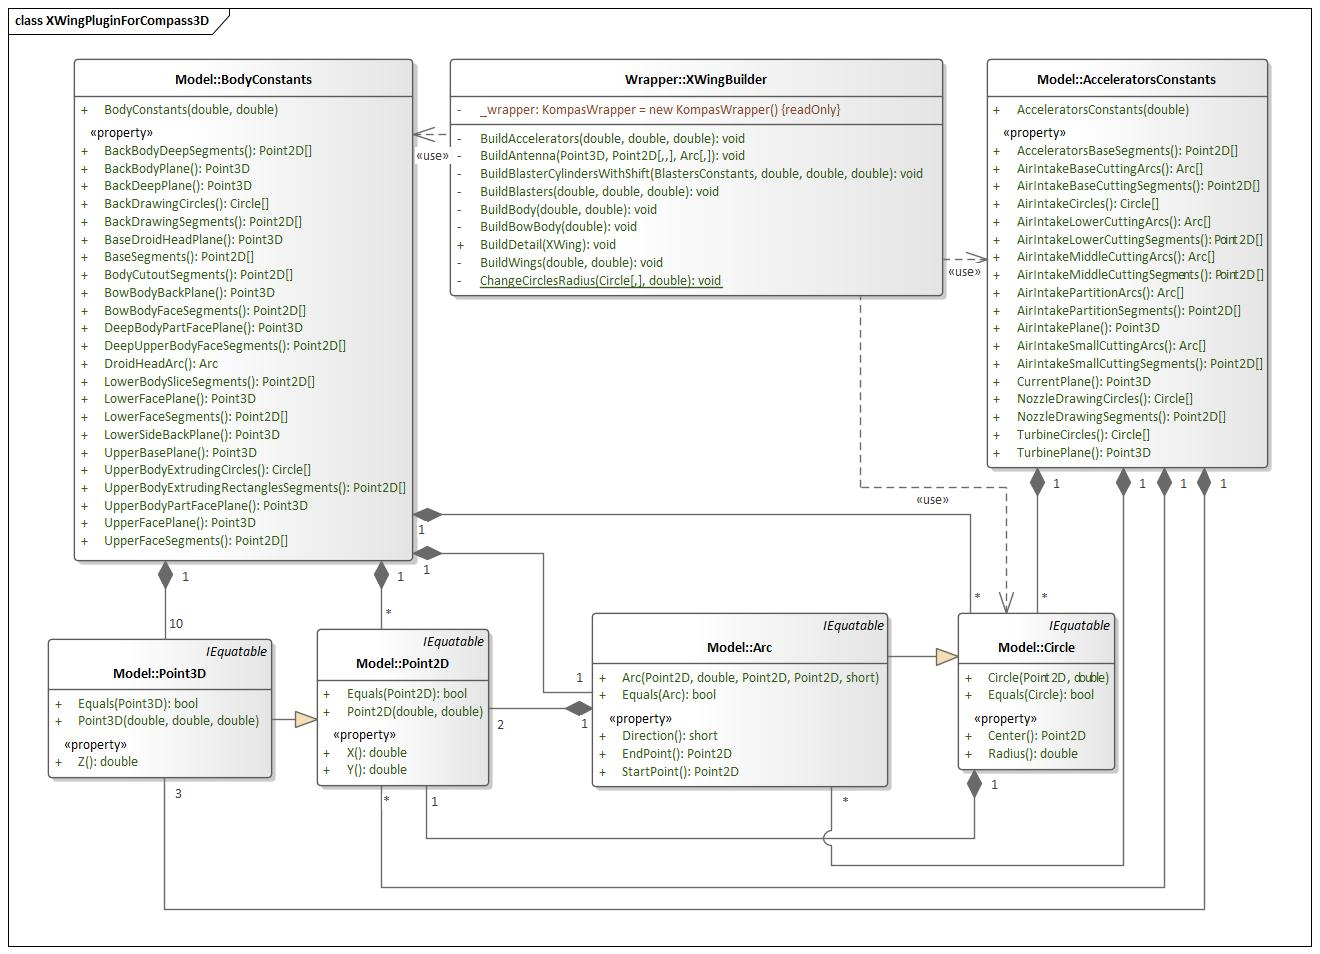 class XWingPluginForCompass3D
Model::BodyConstants
+ BodyConstants(double, double)
«property»
+ BackBodyDeepSegments(): Point2D[]
+ BackBodyPlane(): Point3D
+ BackDeepPlane(): Point3D
+ BackDrawingCircles(): Circle[]
+ BackDrawingSegments(): Point2D[]
+ BaseDroidHeadPlane(): Point3D
+ BaseSegments(): Point2D[]
+ BodyCutoutSegments(): Point2D[]
+ BowBodyBackPlane(): Point3D
+ BowBodyFaceSegments(): Point2D[]
+ DeepBodyPartFacePlane(): Point3D
+ DeepUpperBodyFaceSegments(): Point2D[]
+ DroidHeadArc(): Arc
+ LowerBodySliceSegments(): Point2D[]
+ LowerFacePlane(): Point3D
+ LowerFaceSegments(): Point2D[]
+ LowerSideBackPlane(): Point3D
+ UpperBasePlane(): Point3D
+ UpperBodyExtrudingCircles(): Circle[]
+ UpperBodyExtrudingRectanglesSegments(): Point2D[]
+ UpperBodyPartFacePlane(): Point3D
+ UpperFacePlane(): Point3D
+ UpperFaceSegments(): Point2D[]
«use»
Wrapper::XWingBuilder
- _wrapper: KompasWrapper = new KompasWrapper() {readOnly}
- BuildAccelerators(double, double, double): void
- BuildAntenna(Point3D, Point2D[,,], Arc[,]): void
- BuildBlasterCylindersWithShift(BlastersConstants, double, double, double): void
- BuildBlasters(double, double, double): void
- BuildBody(double, double): void
- BuildBowBody(double): void
+ BuildDetail(XWing): void
- BuildWings(double, double): void
- ChangeCirclesRadius(Circle[,], double): void
«use»
«use»
Model::AcceleratorsConstants
+ AcceleratorsConstants(double)
«property»
+ AcceleratorsBaseSegments(): Point2D[]
+ AirIntakeBaseCuttingArcs(): Arc[]
+ AirIntakeBaseCuttingSegments(): Point2D[]
+ AirIntakeCircles(): Circle[]
+ AirIntakeLowerCuttingArcs(): Arc[]
+ AirIntakeLowerCuttingSegments(): Point2D[]
+ AirIntakeMiddleCuttingArcs(): Arc[]
+ AirIntakeMiddleCuttingSegments(): Point2D[]
+ AirIntakePartitionArcs(): Arc[]
+ AirIntakePartitionSegments(): Point2D[]
+ AirIntakePlane(): Point3D
+ AirIntakeSmallCuttingArcs(): Arc[]
+ AirIntakeSmallCuttingSegments(): Point2D[]
+ CurrentPlane(): Point3D
+ NozzleDrawingCircles(): Circle[]
+ NozzleDrawingSegments(): Point2D[]
+ TurbineCircles(): Circle[]
+ TurbinePlane(): Point3D
1
1
1
1
1
1
1
1
10
*
*
*
IEquatable
Model::Point3D
+ Equals(Point3D): bool
+ Point3D(double, double, double)
«property»
+ Z(): double
3
IEquatable
Model::Point2D
+ Equals(Point2D): bool
+ Point2D(double, double)
«property»
+ X(): double
+ Y(): double
*
1
2
1
1
IEquatable
Model::Arc
+ Arc(Point2D, double, Point2D, Point2D, short)
+ Equals(Arc): bool
«property»
+ Direction(): short
+ EndPoint(): Point2D
+ StartPoint(): Point2D
*
IEquatable
Model::Circle
+ Circle(Point2D, double)
+ Equals(Circle): bool
«property»
+ Center(): Point2D
+ Radius(): double
1